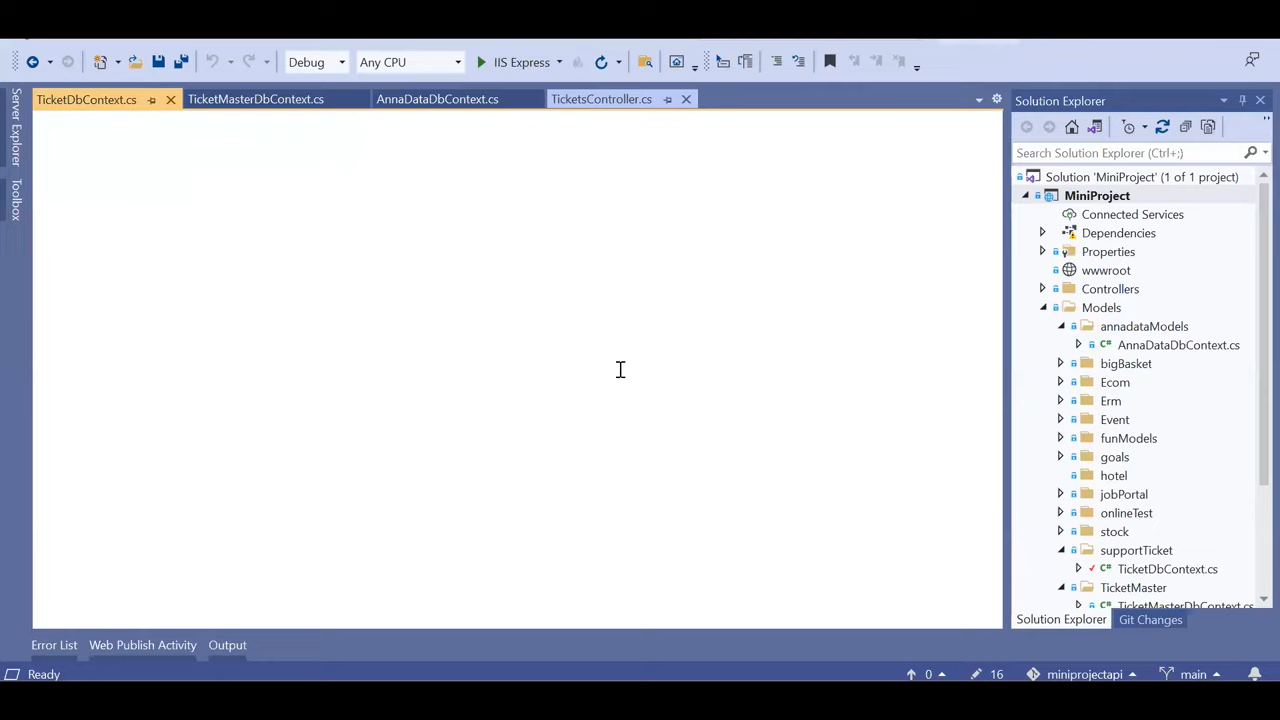 Debug
Any CPU
IIS Express
TicketDbContext.cs
TicketMasterDbContext.cs
AnnaDataDbContext.cs
TicketsController.cs
Server Explorer
Toolbox
Solution Explorer
Search Solution Explorer (Ctrl+;)
Solution 'MiniProject' (1 of 1 project)
MiniProject
Connected Services
Dependencies
Properties
wwwroot
Controllers
Models
annadataModels
C# AnnaDataDbContext.cs
bigBasket
Ecom
Erm
Event
funModels
goals
hotel
jobPortal
onlineTest
stock
supportTicket
C# TicketDbContext.cs
TicketMaster
C# TicketMasterDbContext.cs
Solution Explorer
Git Changes
Error List
Web Publish Activity
Output
Ready
0
16
miniprojectapi
main